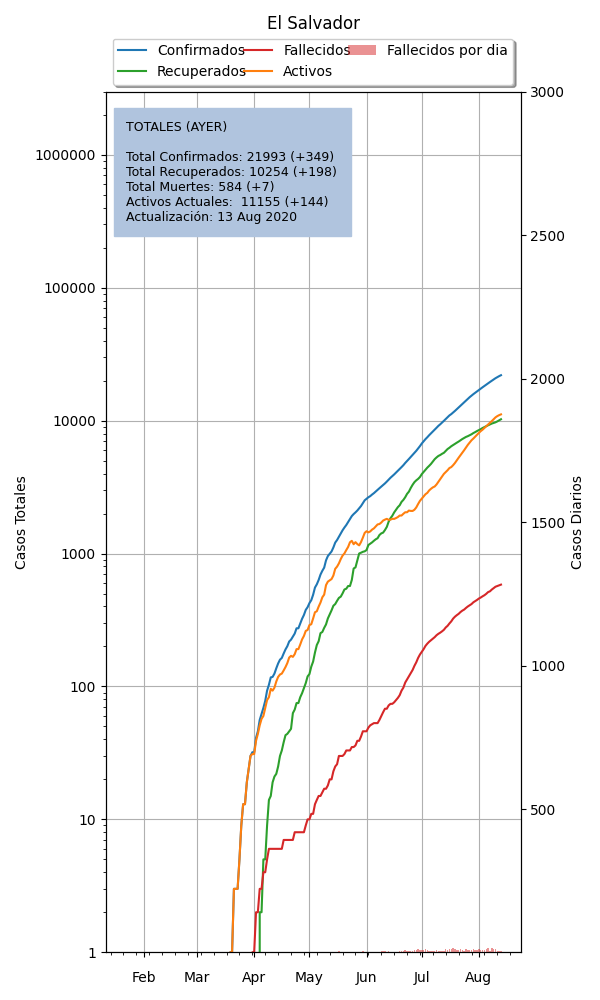 El Salvador
Confirmados Fallecidos Fallecidos por dia
Recuperados Activos
TOTALES (AYER)
Total Confirmados: 21993 (+349)
Total Recuperados: 10254 (+198)
Total Muertes: 584 (+7)
Activos Actuales:  11155 (+144)
Actualización: 13 Aug 2020
Casos Totales
1000000
100000
10000
1000
100
10
1
3000
2500
2000
1500
1000
500
Casos Diarios
Feb Mar Apr May Jun Jul Aug